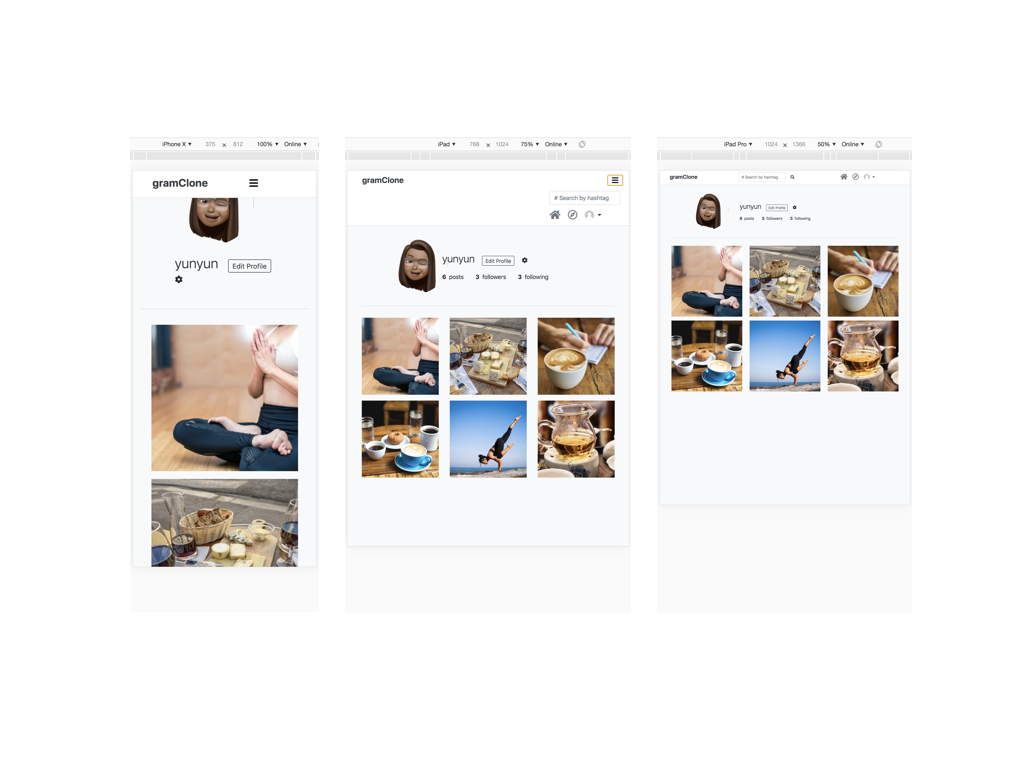 iPhone X ▼ 375 × 812 100% ▼ Online ▼
gramClone
yunyun Edit Profile
iPad ▼ 768 × 1024 75% ▼ Online ▼
gramClone
# Search by hashtag
yunyun Edit Profile
6 posts 3 followers 3 following
iPad Pro ▼ 1024 × 1366 50% ▼ Online ▼
gramClone # Search by hashtag
yunyun Edit Profile
6 posts 3 followers 3 following